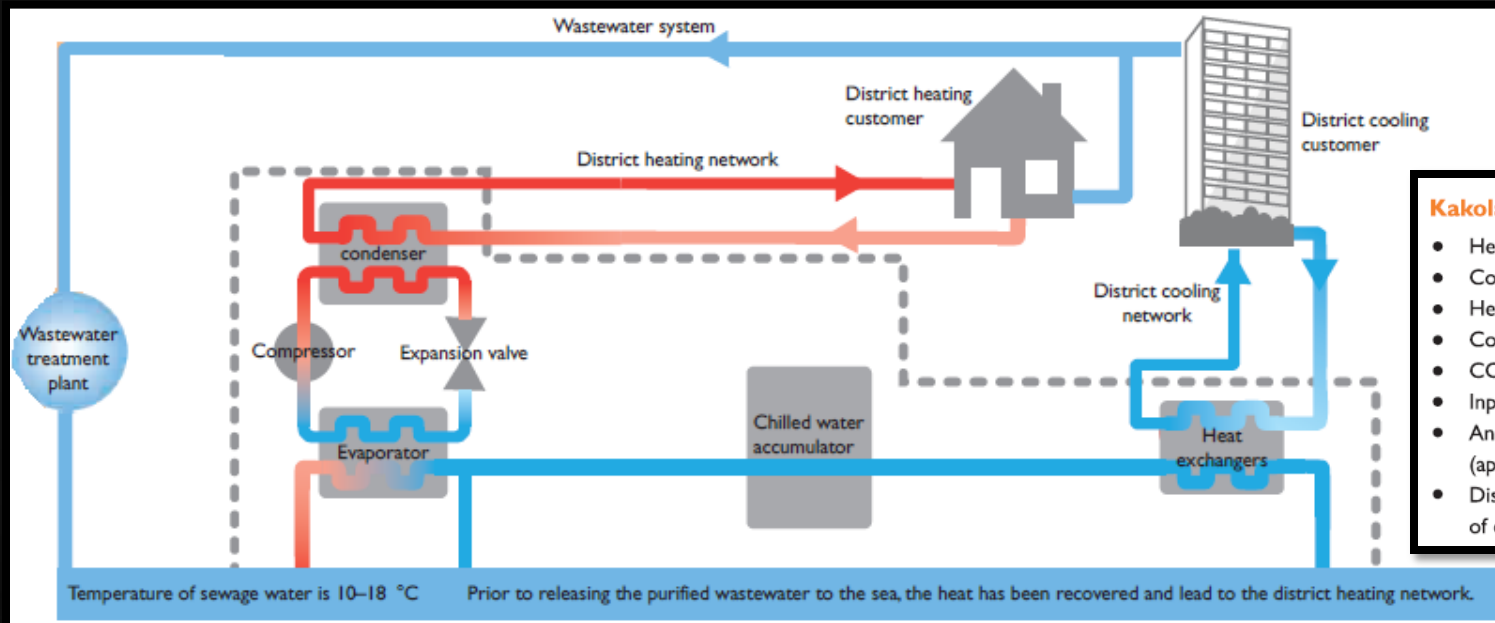 Wastewater system
District heating
customer
District cooling
customer
District heating network
condenser
District cooling
network
Wastewater
treatment
plant
Compressor
Expansion valve
Chilled water
accumulator
Evaporator
Heat
exchangers
Temperature of sewage water is 10–18 °C
Prior to releasing the purified wastewater to the sea, the heat has been recovered and lead to the district heating network.
of